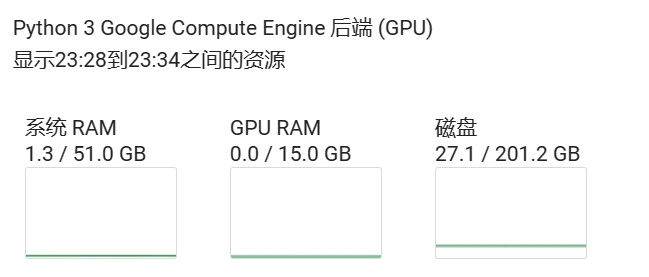 Python 3 Google Compute Engine 后端 (GPU)
显示23:28到23:34之间的资源
系统 RAM
1.3 / 51.0 GB
GPU RAM
0.0 / 15.0 GB
磁盘
27.1 / 201.2 GB